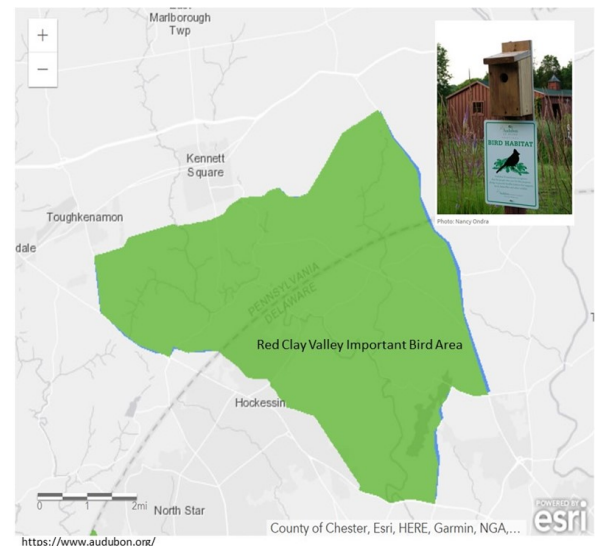 East
Marlborough
Twp
+
−
BIRD HABITAT
Photo: Nancy Ondra
Kennett
Square
Toughkenamon
dale
PENNSYLVANIA
DELAWARE
Red Clay Valley Important Bird Area
Hockessin
0 1 2mi
North Star
County of Chester, Esri, HERE, Garmin, NGA,...
POWERED BY
esri
https://www.audubon.org/